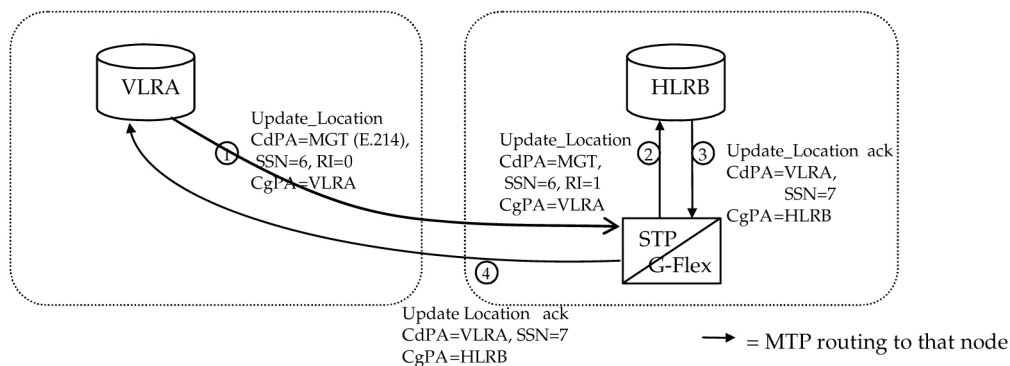 VLRA
HLRB
Update_Location
CdPA=MGT (E.214),
SSN=6, RI=0
CgPA=VLRA
1
Update_Location
CdPA=MGT,
SSN=6, RI=1
CgPA=VLRA
2
3
Update_Location ack
CdPA=VLRA,
SSN=7
CgPA=HLRB
STP
G-Flex
4
Update Location ack
CdPA=VLRA, SSN=7
CgPA=HLRB
= MTP routing to that node